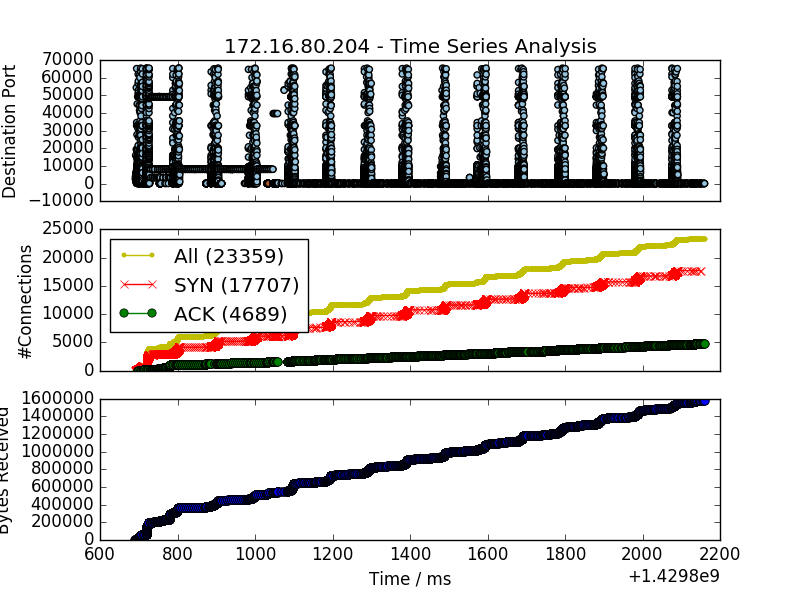 172.16.80.204 - Time Series Analysis
Destination Port
70000
60000
50000
40000
30000
20000
10000
0
−10000
#Connections
25000
20000
15000
10000
5000
0
All (23359)
SYN (17707)
ACK (4689)
Bytes Received
1600000
1400000
1200000
1000000
800000
600000
400000
200000
0
600 800 1000 1200 1400 1600 1800 2000 2200
Time / ms
+1.4298e9